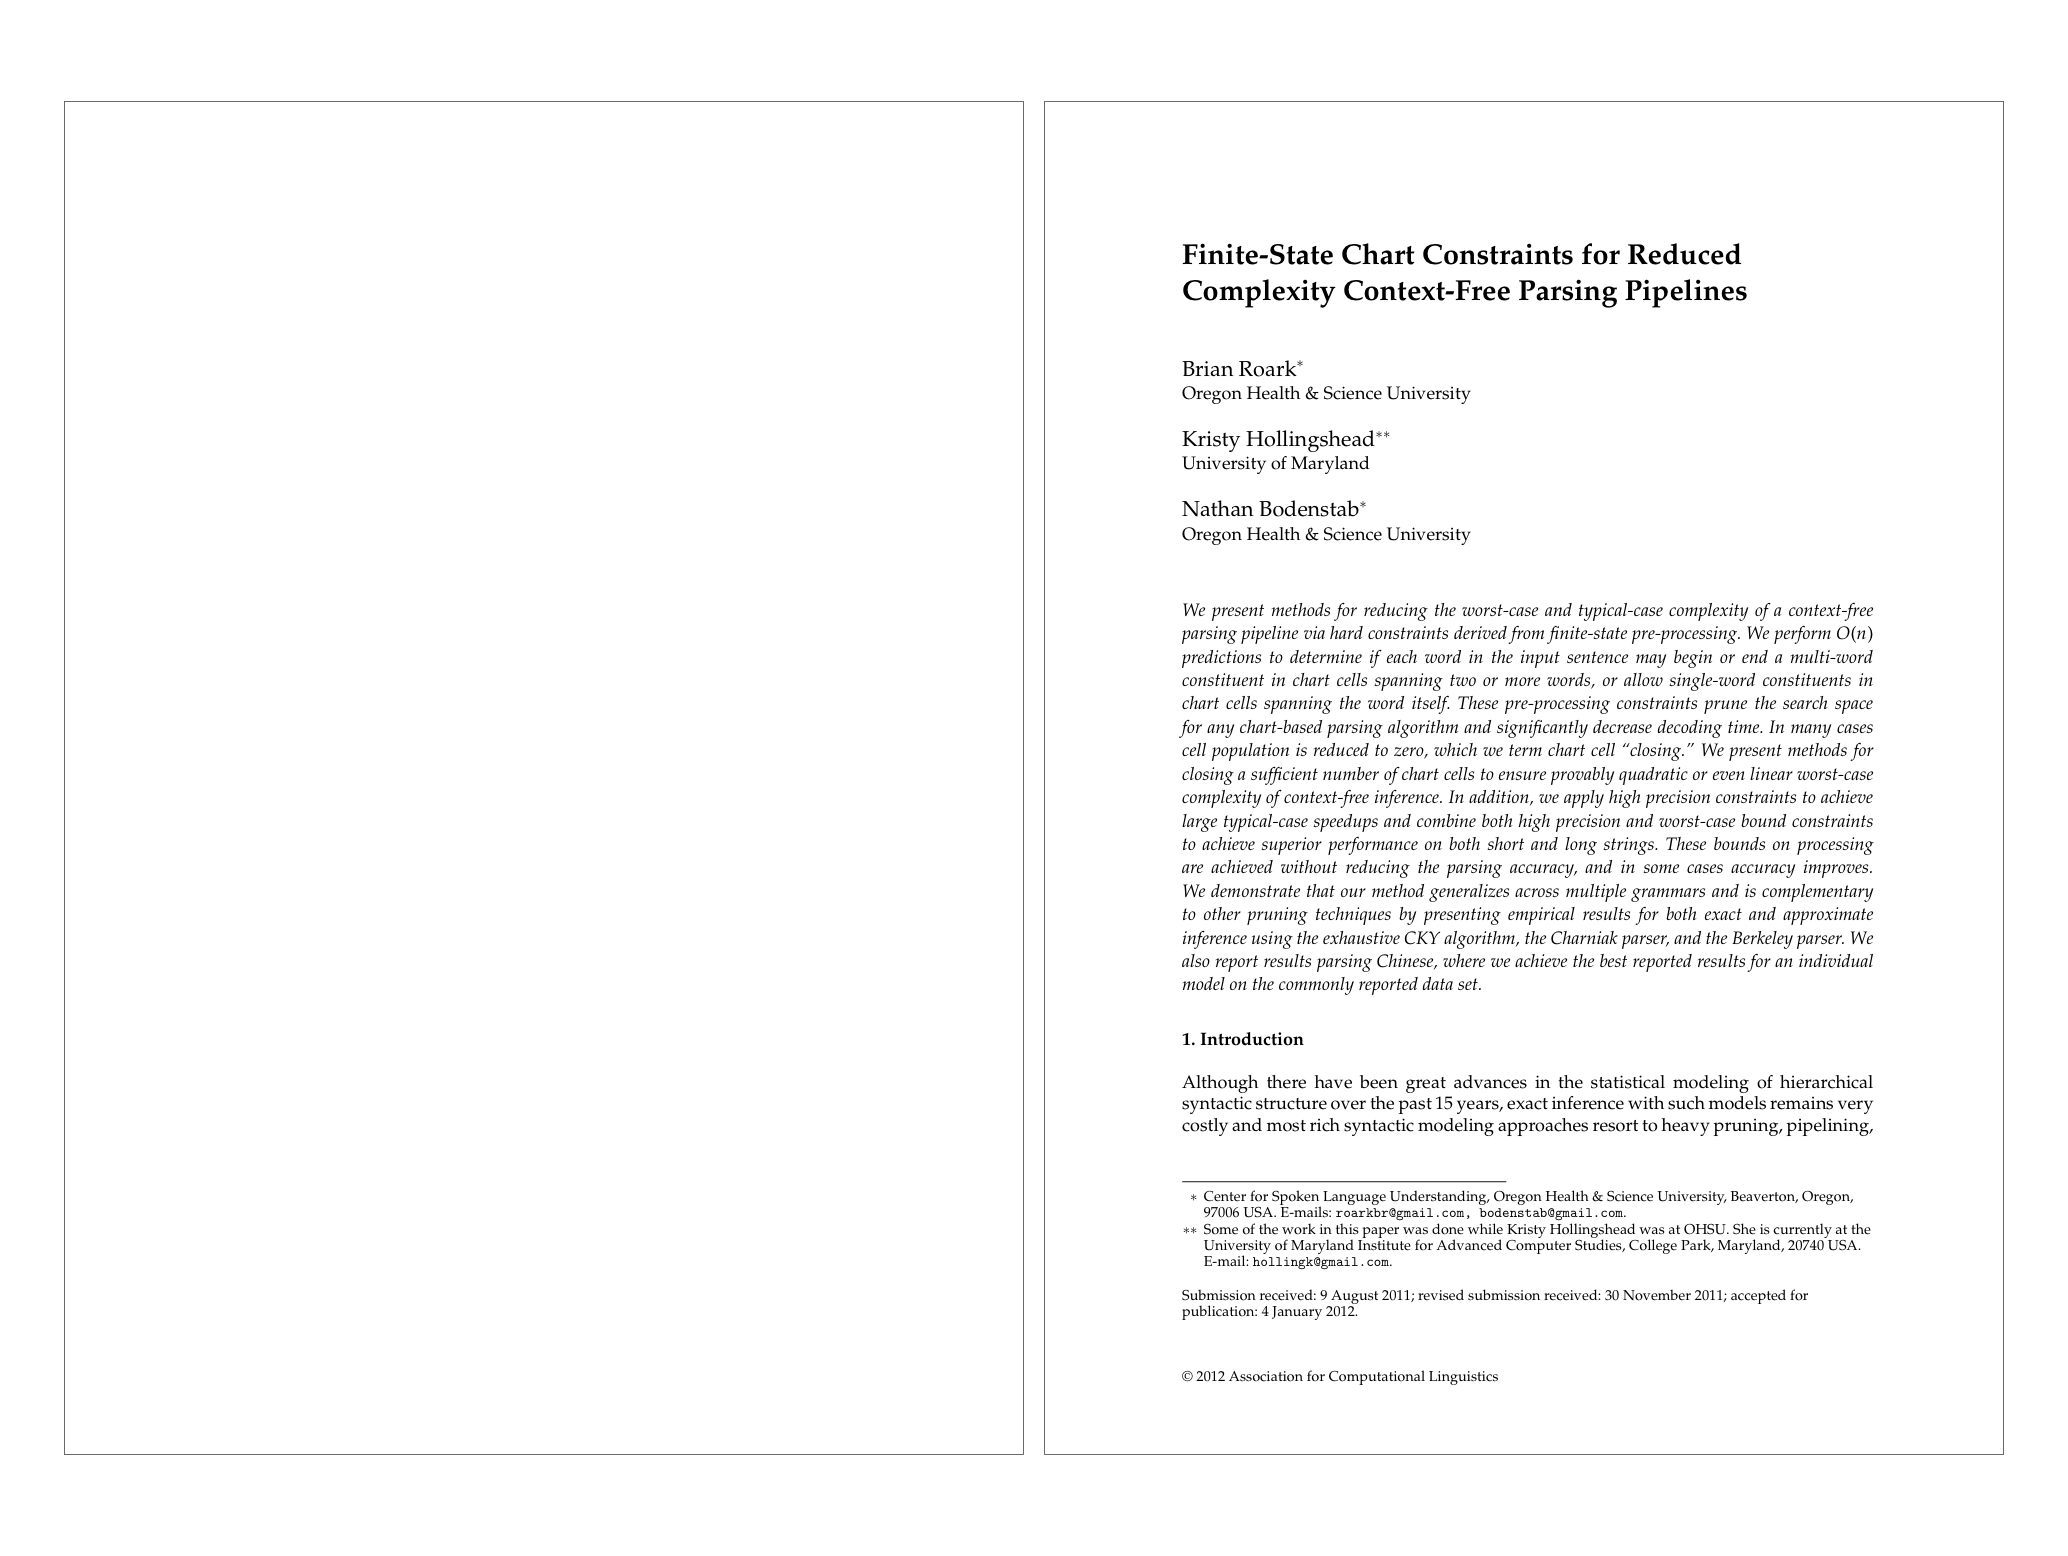 Finite-State Chart Constraints for Reduced
Complexity Context-Free Parsing Pipelines
Brian Roark*
Oregon Health & Science University
Kristy Hollingshead**
University of Maryland
Nathan Bodenstab*
Oregon Health & Science University
We present methods for reducing the worst-case and typical-case complexity of a context-free
parsing pipeline via hard constraints derived from finite-state pre-processing. We perform O(n)
predictions to determine if each word in the input sentence may begin or end a multi-word
constituent in chart cells spanning two or more words, or allow single-word constituents in
chart cells spanning the word itself. These pre-processing constraints prune the search space
for any chart-based parsing algorithm and significantly decrease decoding time. In many cases
cell population is reduced to zero, which we term chart cell “closing.” We present methods for
closing a sufficient number of chart cells to ensure provably quadratic or even linear worst-case
complexity of context-free inference. In addition, we apply high precision constraints to achieve
large typical-case speedups and combine both high precision and worst-case bound constraints
to achieve superior performance on both short and long strings. These bounds on processing
are achieved without reducing the parsing accuracy, and in some cases accuracy improves.
We demonstrate that our method generalizes across multiple grammars and is complementary
to other pruning techniques by presenting empirical results for both exact and approximate
inference using the exhaustive CKY algorithm, the Charniak parser, and the Berkeley parser. We
also report results parsing Chinese, where we achieve the best reported results for an individual
model on the commonly reported data set.
1. Introduction
Although there have been great advances in the statistical modeling of hierarchical
syntactic structure over the past 15 years, exact inference with such models remains very
costly and most rich syntactic modeling approaches resort to heavy pruning, pipelining,
* Center for Spoken Language Understanding, Oregon Health & Science University, Beaverton, Oregon,
97006 USA. E-mails: roarkbr@gmail.com, bodenstab@gmail.com.
** Some of the work in this paper was done while Kristy Hollingshead was at OHSU. She is currently at the
University of Maryland Institute for Advanced Computer Studies, College Park, Maryland, 20740 USA.
E-mail: hollingk@gmail.com.
Submission received: 9 August 2011; revised submission received: 30 November 2011; accepted for
publication: 4 January 2012.
© 2012 Association for Computational Linguistics